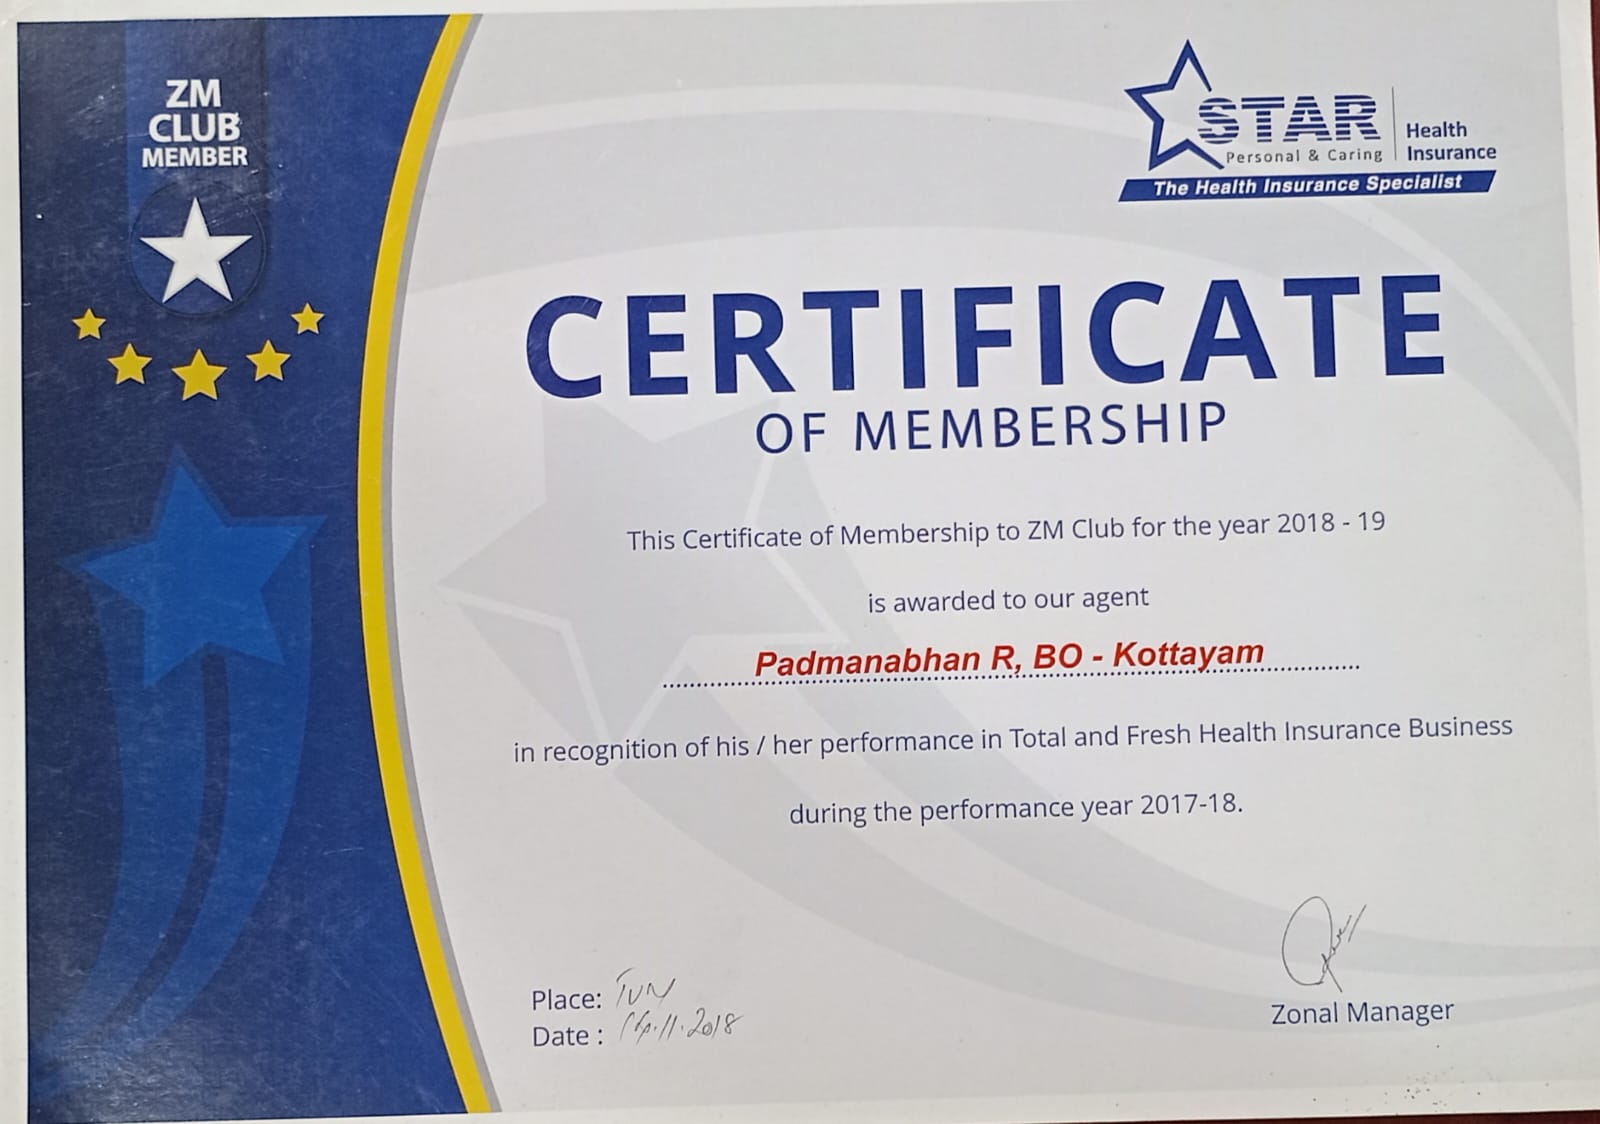 ZM
CLUB
MEMBER
STAR
Health
Insurance
Personal & Caring
The Health Insurance Specialist
CERTIFICATE
OF MEMBERSHIP
This Certificate of Membership to ZM Club for the year 2018 - 19
is awarded to our agent
Padmanabhan R, BO - Kottayam
in recognition of his / her performance in Total and Fresh Health Insurance Business
during the performance year 2017-18.
Place: TVM
Date : 11.2018
Zonal Manager